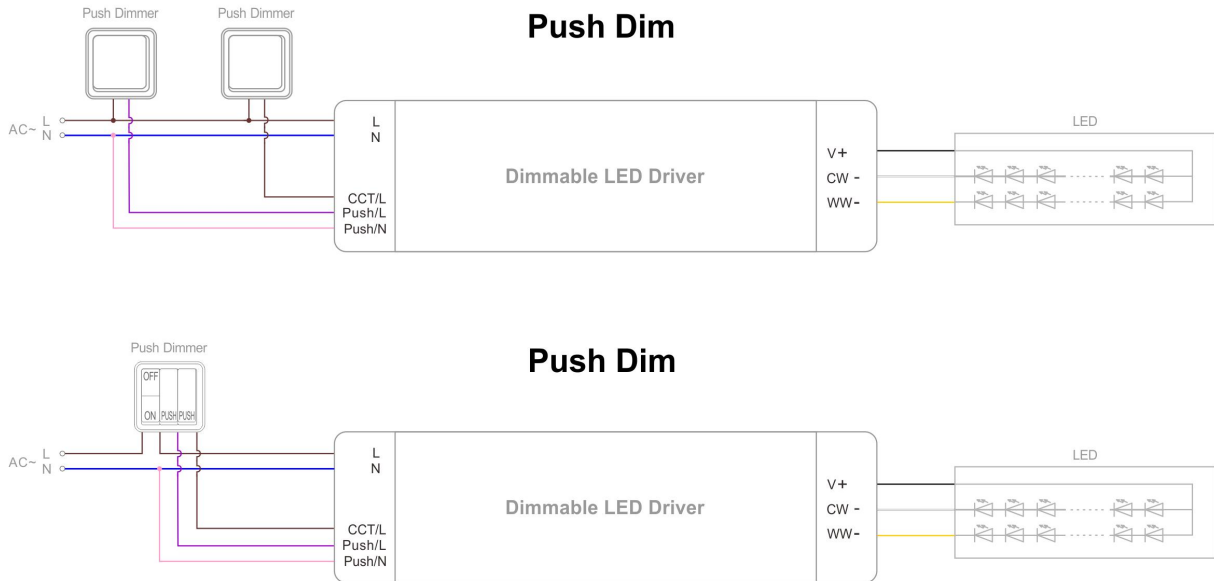 Push Dimmer
Push Dimmer
Push Dim
AC~
L
N
L
N
CCT/L
Push/L
Push/N
Dimmable LED Driver
V+
CW -
WW-
LED
Push Dimmer
Push Dim
OFF
ON
PUSH
PUSH
AC~
L
N
L
N
CCT/L
Push/L
Push/N
Dimmable LED Driver
V+
CW -
WW-
LED